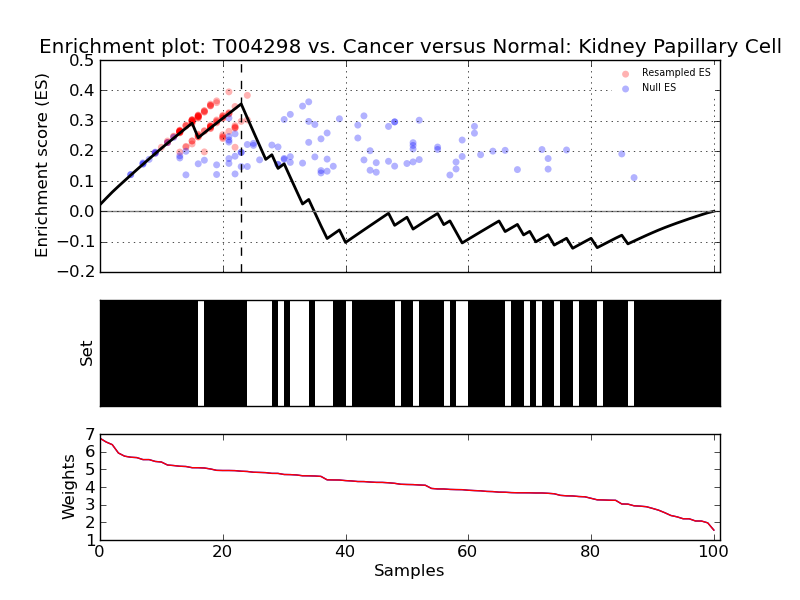 Enrichment plot: T004298 vs. Cancer versus Normal: Kidney Papillary Cell
Enrichment score (ES)
0.5
0.4
0.3
0.2
0.1
0.0
−0.1
−0.2
Resampled ES
Null ES
Set
Weights
7
6
5
4
3
2
1
0 20 40 60 80 100
Samples